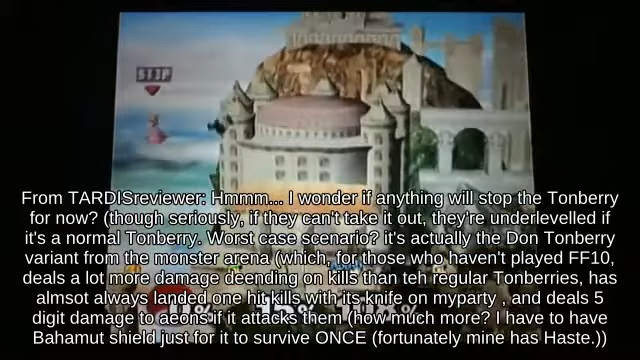 STIP
From TARDISreviewer: Hmmm... I wonder if anything will stop the Tonberry
for now? (though seriously, if they can't take it out, they're underlevelled if
it's a normal Tonberry. Worst case scenario? it's actually the Don Tonberry
variant from the monster arena (which, for those who haven't played FF10,
deals a lot more damage deending on kills than teh regular Tonberries, has
almsot always landed one hit kills with its knife on myparty , and deals 5
digit damage to aeons if it attacks them (how much more? I have to have
Bahamut shield just for it to survive ONCE (fortunately mine has Haste.))